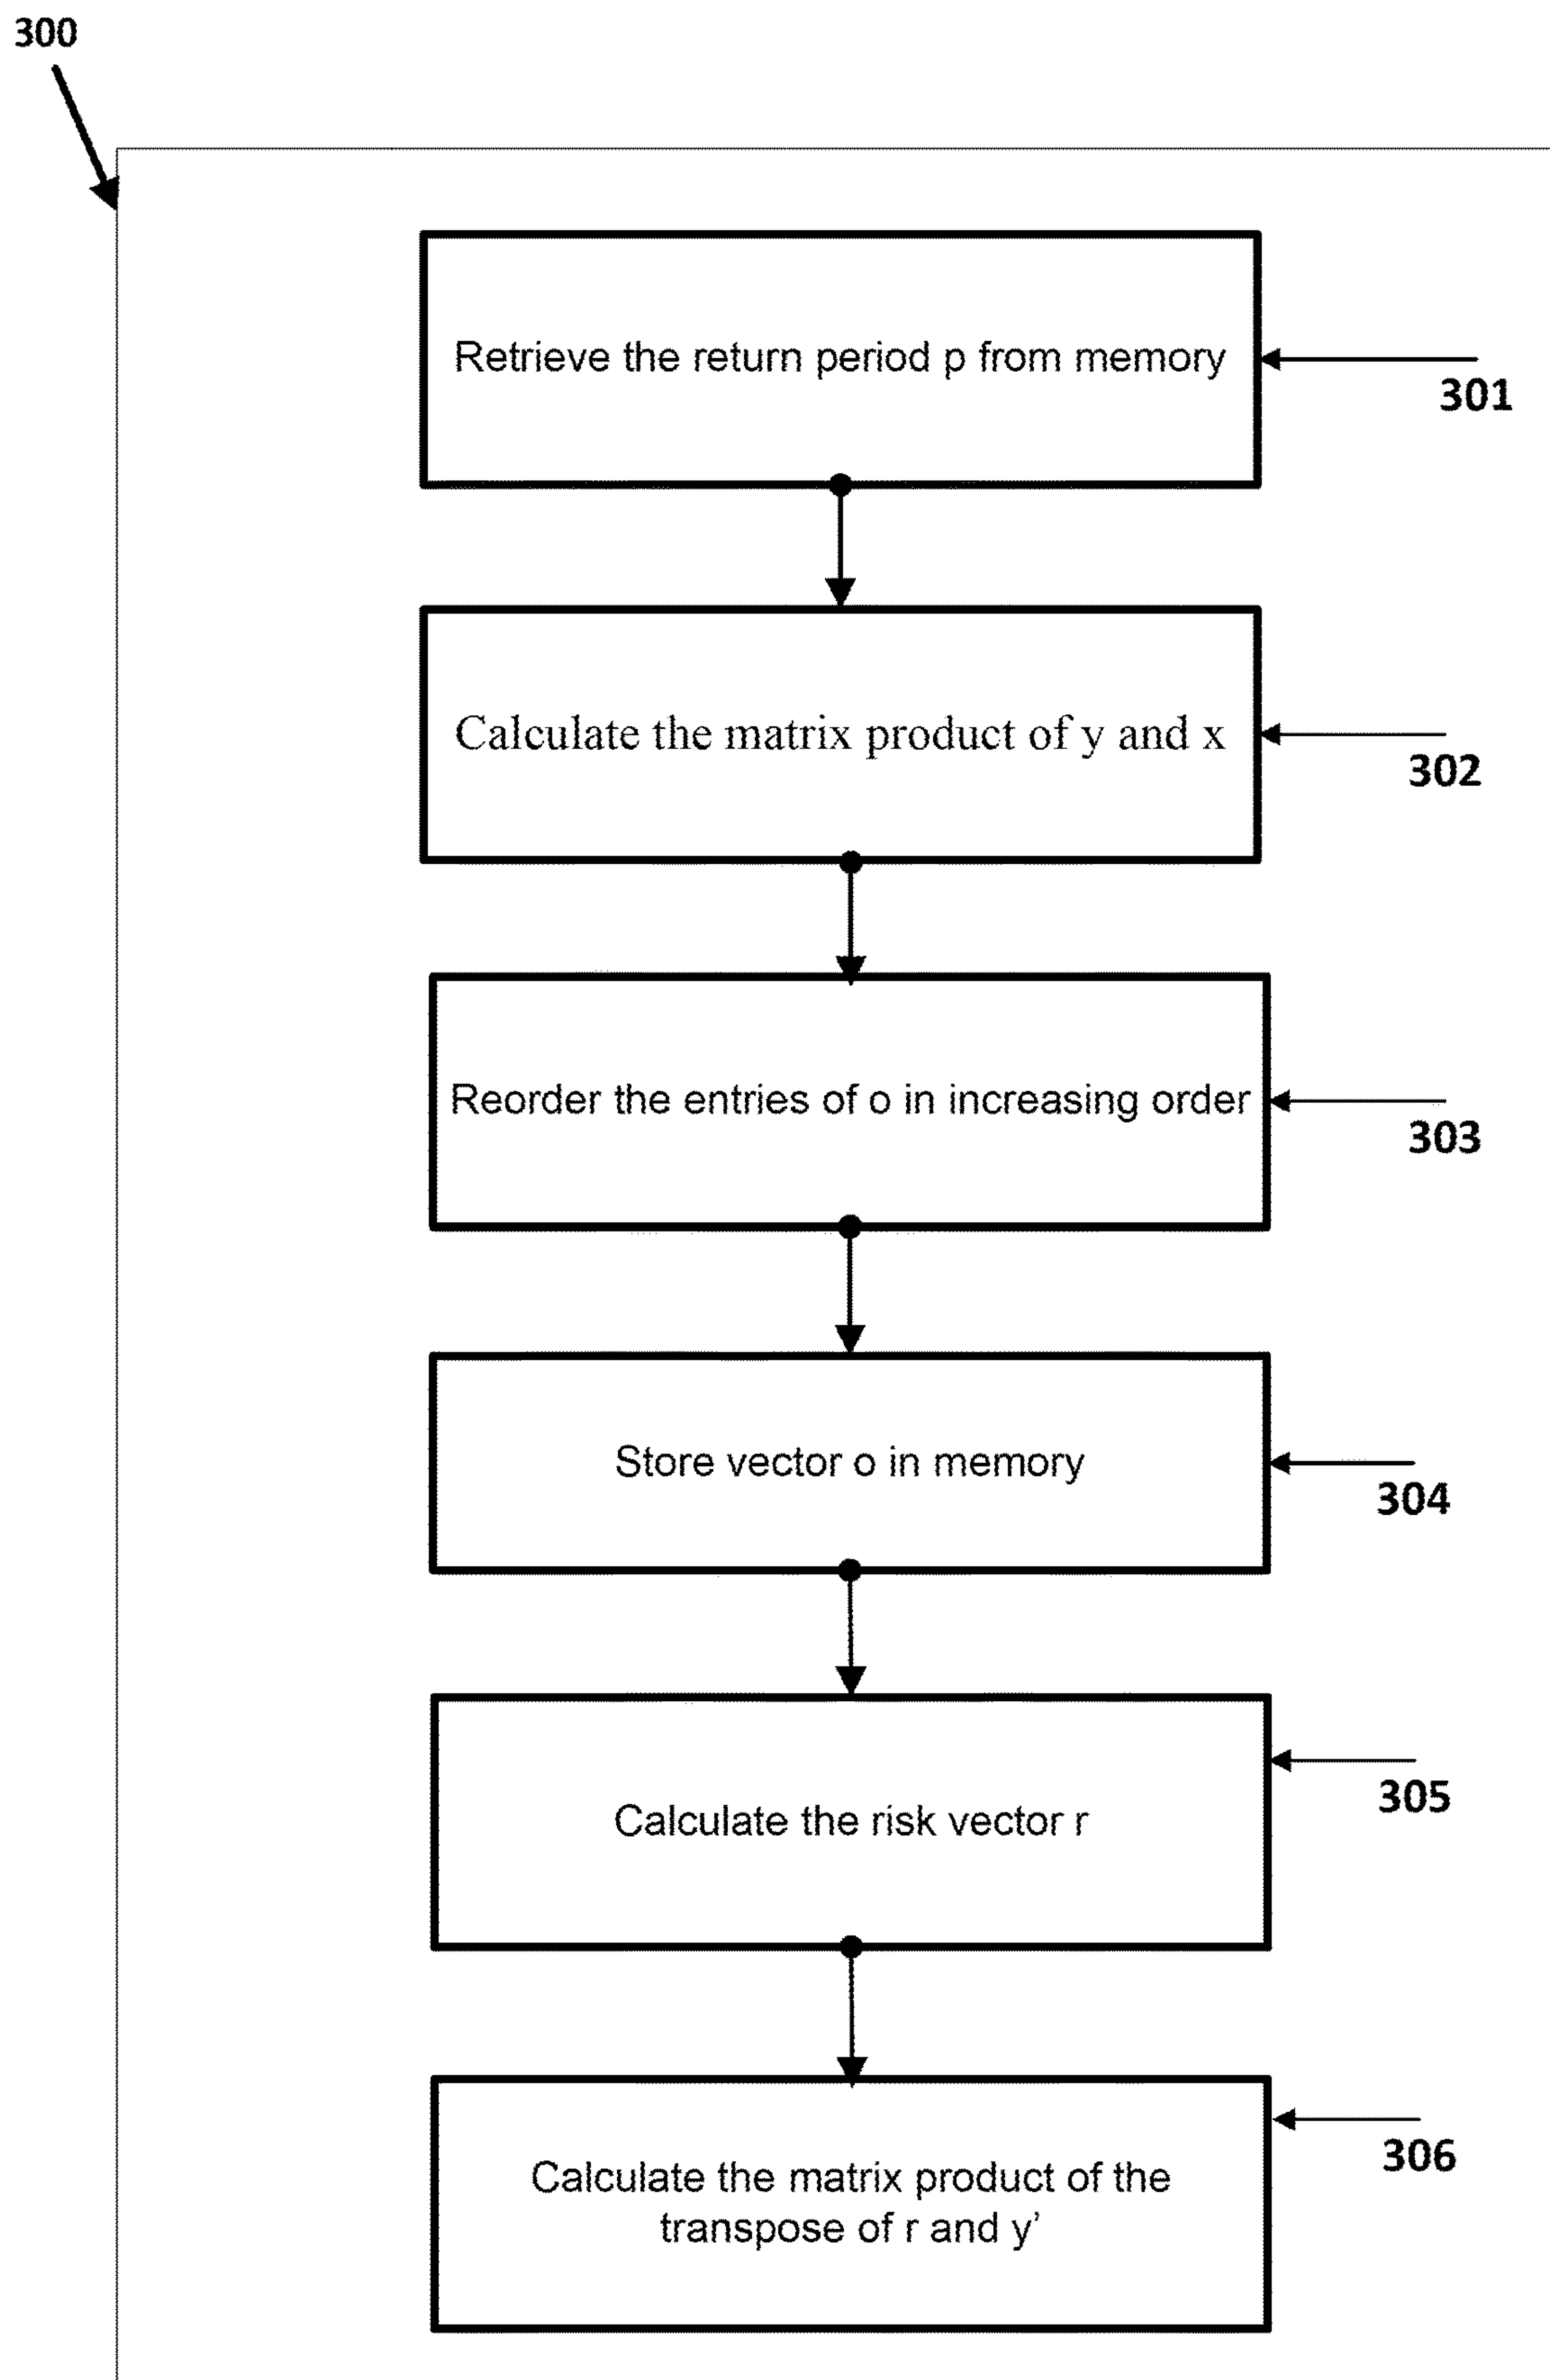 300
Retrieve the return period p from memory
301
Calculate the matrix product of y and x
302
Reorder the entries of o in increasing order
303
Store vector o in memory
304
Calculate the risk vector r
305
Calculate the matrix product of the
transpose of r and y’
306